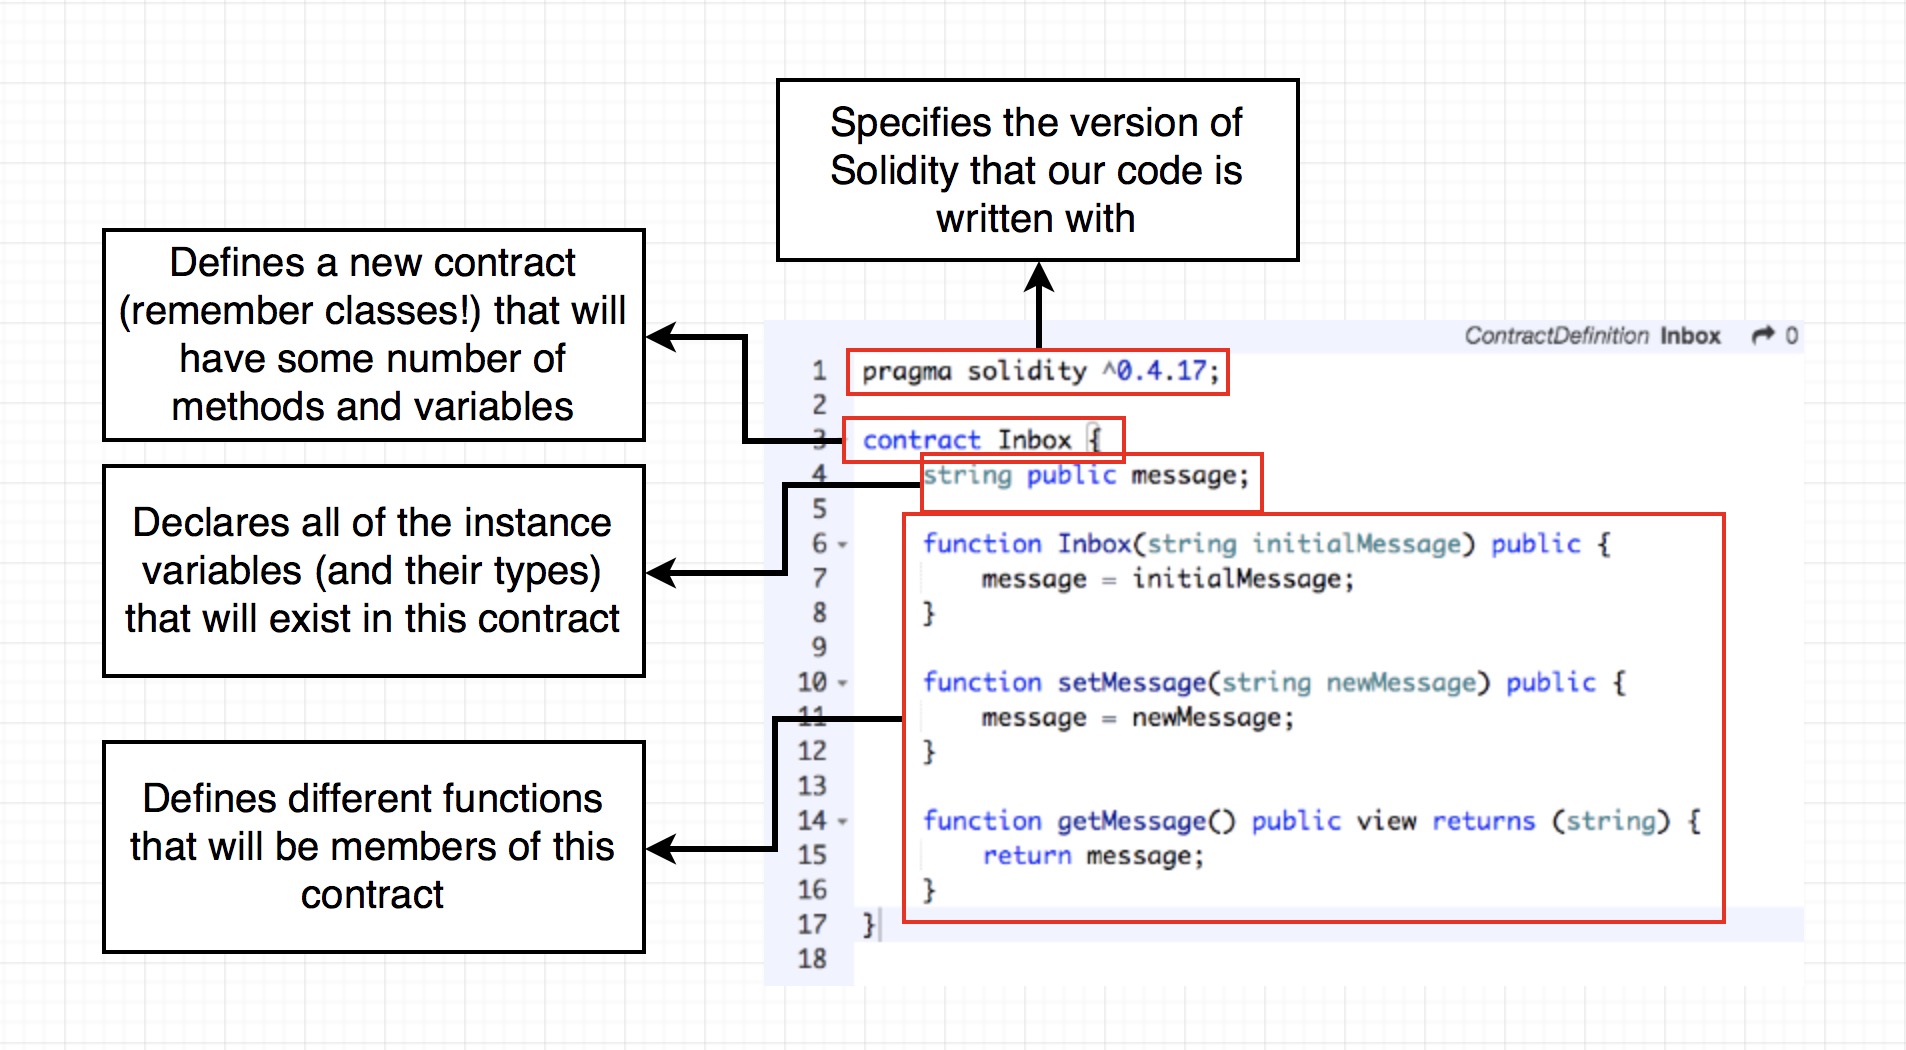 Specifies the version of
Solidity that our code is
written with
Defines a new contract
(remember classes!) that will
have some number of
methods and variables
Declares all of the instance
variables (and their types)
that will exist in this contract
Defines different functions
that will be members of this
contract
ContractDefinition Inbox 0
1 pragma solidity ^0.4.17;
2
3 contract Inbox {
4 string public message;
5
6 function Inbox(string initialMessage) public {
7 message = initialMessage;
8 }
9
10 function setMessage(string newMessage) public {
11 message = newMessage;
12 }
13
14 function getMessage() public view returns (string) {
15 return message;
16 }
17 }
18